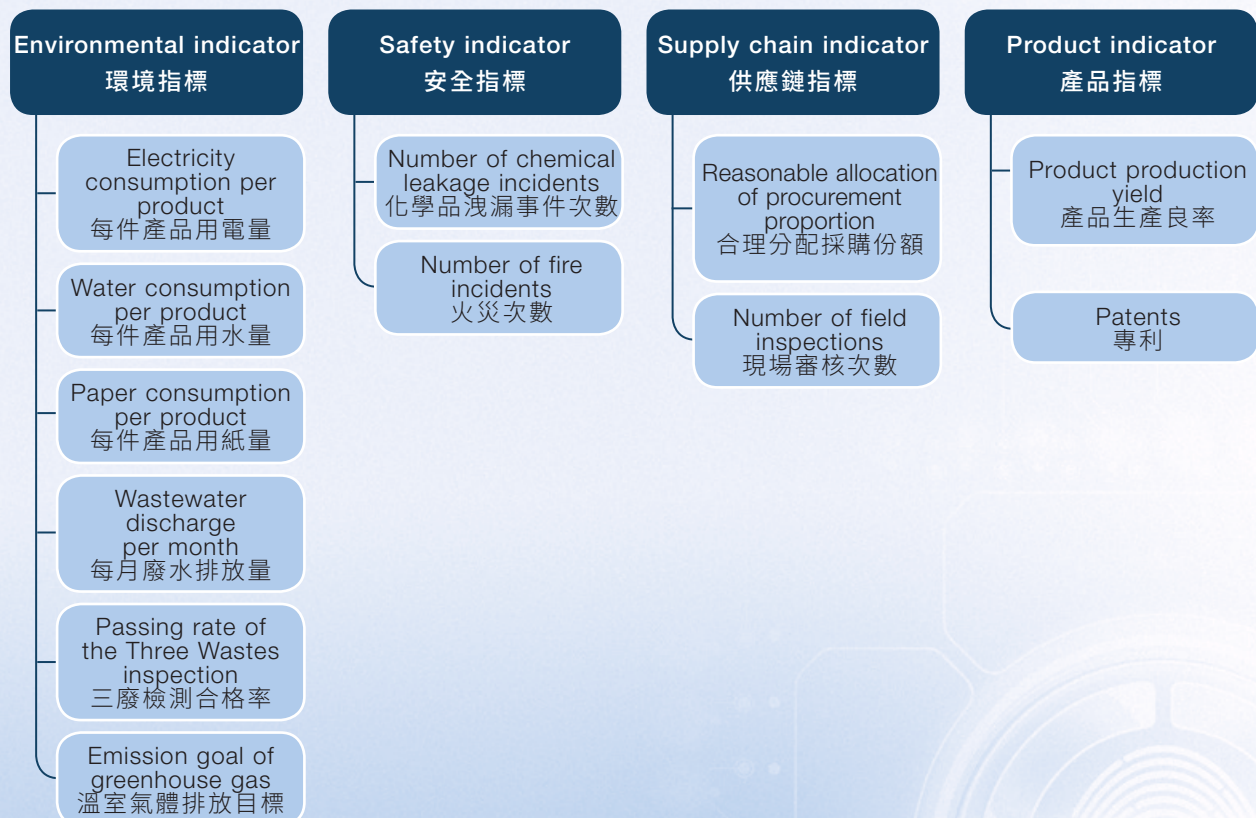 Environmental indicator
環境指標
Electricity
consumption per
product
每件產品用電量
Water consumption
per product
每件產品用水量
Paper consumption
per product
每件產品用紙量
Wastewater
discharge
per month
每月廢水排放量
Passing rate of
the Three Wastes
inspection
三廢檢測合格率
Emission goal of
greenhouse gas
溫室氣體排放目標
Safety indicator
安全指標
Number of chemical
leakage incidents
化學品洩漏事件次數
Number of fire
incidents
火災次數
Supply chain indicator
供應鏈指標
Reasonable allocation
of procurement
proportion
合理分配採購份額
Number of field
inspections
現場審核次數
Product indicator
產品指標
Product production
yield
產品生產良率
Patents
專利